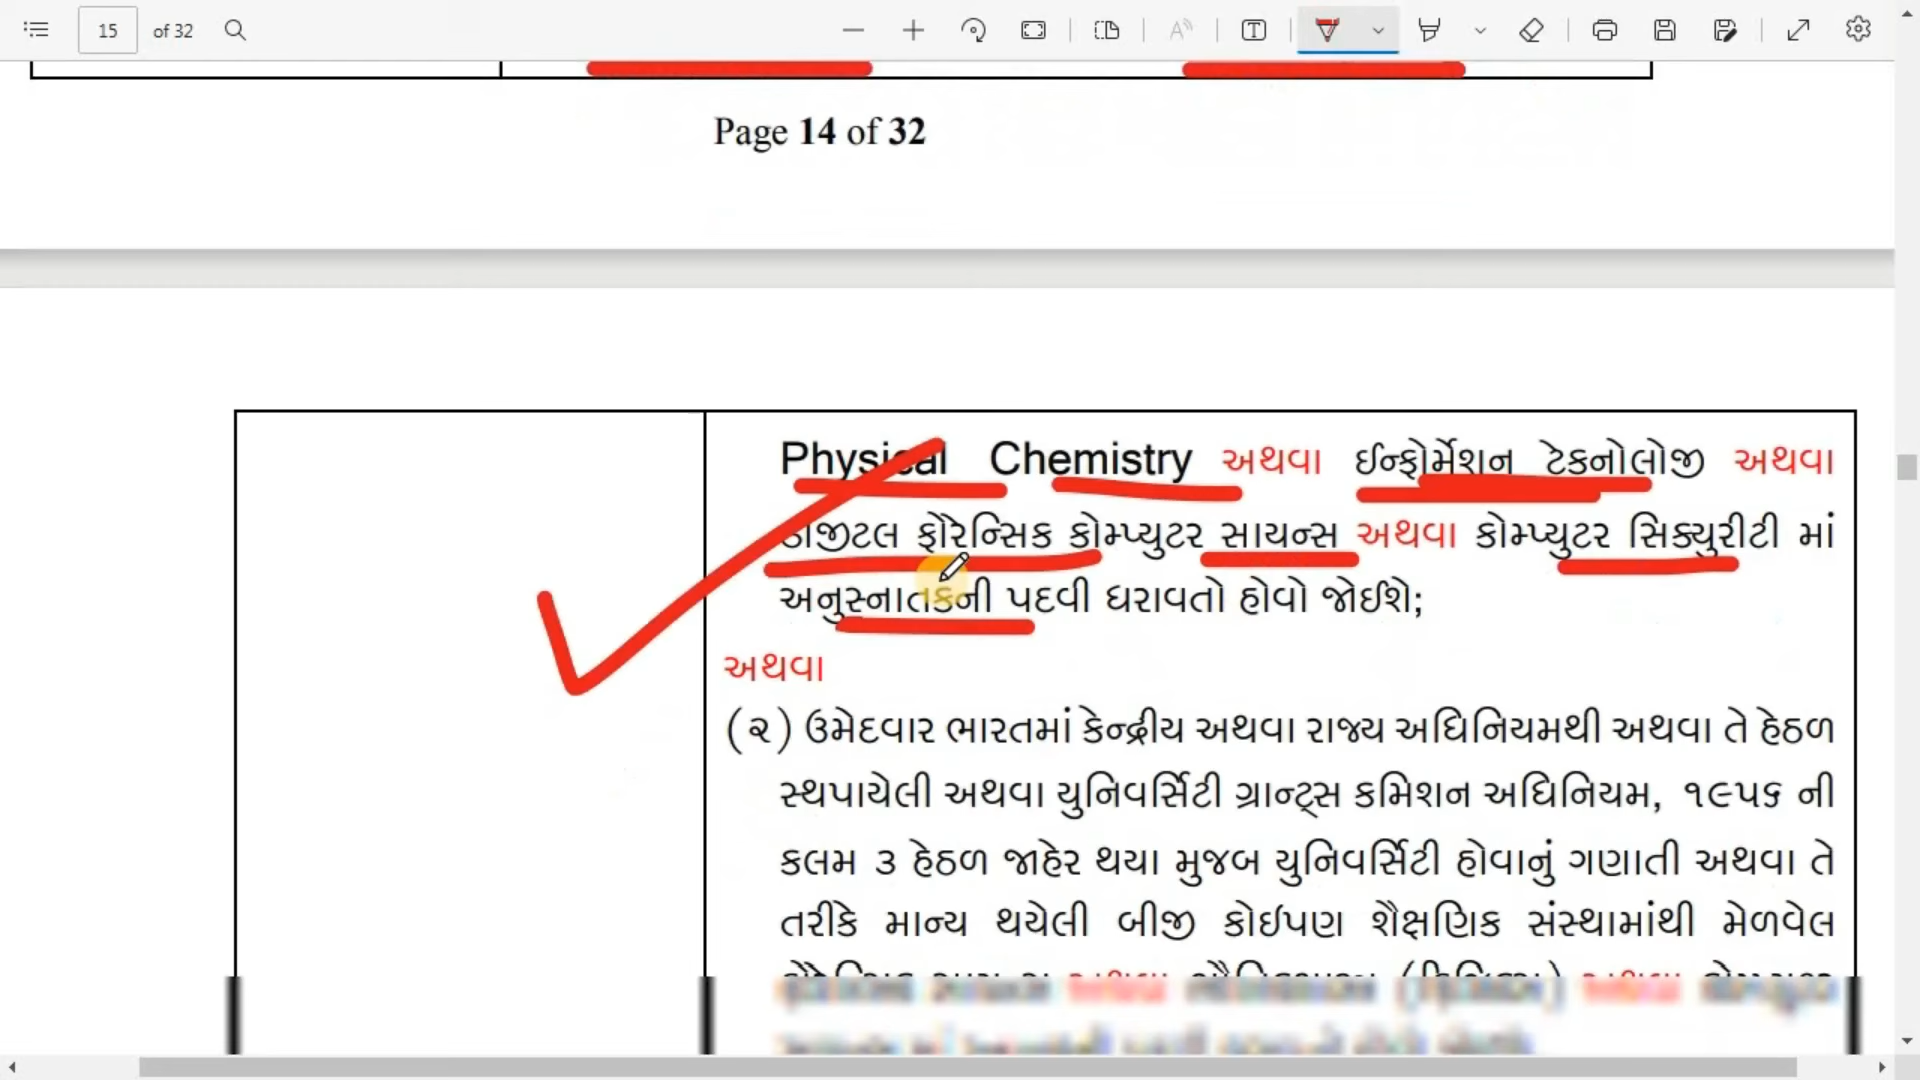 15 of 32
Page 14 of 32
Physical Chemistry અથવા ઈન્ફોર્મેશન ટેકનોલોજી અથવા
ડીજીટલ ફોરેન્સિક કોમ્પ્યુટર સાયન્સ અથવા કોમ્પ્યુટર સિક્યુરીટી માં
અનુસ્નાતકની પદવી ધરાવતો હોવો જોઈશે;
અથવા
(૨) ઉમેદવાર ભારતમાં કેન્દ્રીય અથવા રાજ્ય અધિનિયમથી અથવા તે હેઠળ
સ્થપાયેલી અથવા યુનિવર્સિટી ગ્રાન્ટ્સ કમિશન અધિનિયમ, ૧૯૫૬ ની
કલમ ૩ હેઠળ જાહેર થયા મુજબ યુનિવર્સિટી હોવાનું ગણાતી અથવા તે
તરીકે માન્ય થયેલી બીજી કોઈપણ શૈક્ષણિક સંસ્થામાંથી મેળવેલ